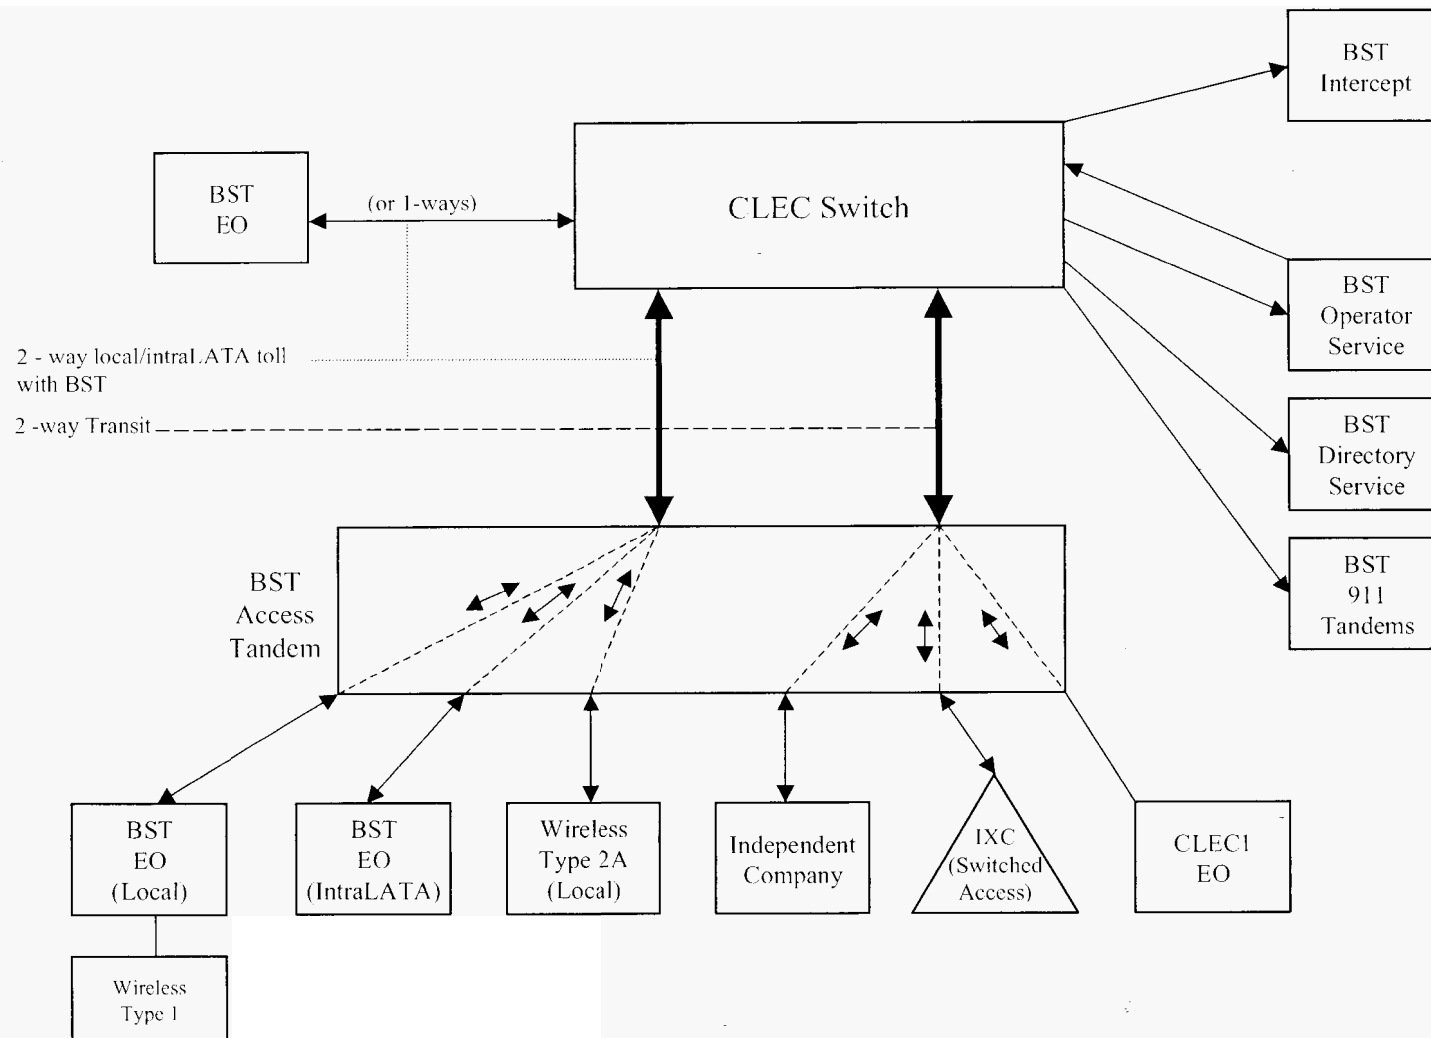 BST
Intercept
BST
EO
(or 1-ways)
CLEC Switch
BST
Operator
Service
2 - way local/intraLATA toll
with BST
2 -way Transit
BST
Directory
Service
BST
911
Tandems
BST
Access
Tandem
BST
EO
(Local)
BST
EO
(IntraLATA)
Wireless
Type 2A
(Local)
Independent
Company
IXC
(Switched
Access)
CLEC1
EO
Wireless
Type 1